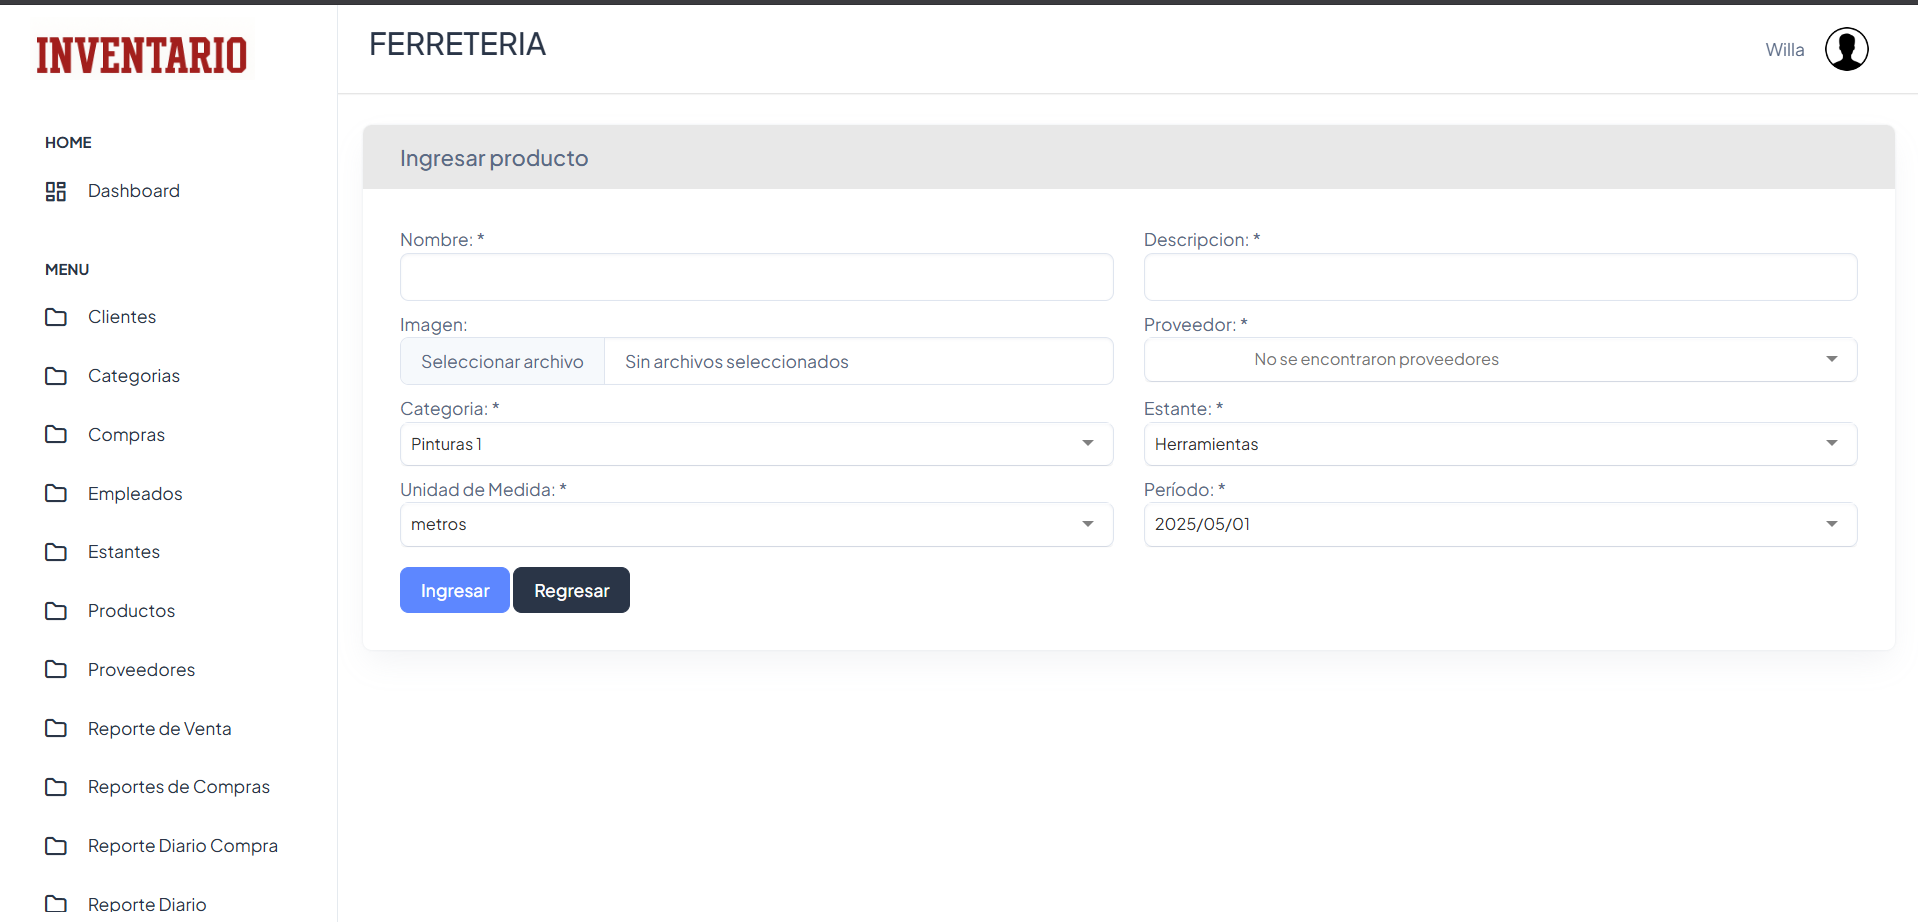 INVENTARIO
HOME
Dashboard
MENU
Clientes
Categorias
Compras
Empleados
Estantes
Productos
Proveedores
Reporte de Venta
Reportes de Compras
Reporte Diario Compra
Reporte Diario
FERRETERIA
Willa
Ingresar producto
Nombre: *
Descripcion: *
Imagen:
Seleccionar archivo Sin archivos seleccionados
Proveedor: *
No se encontraron proveedores
Categoria: *
Pinturas 1
Estante: *
Herramientas
Unidad de Medida: *
metros
Período: *
2025/05/01
Ingresar Regresar